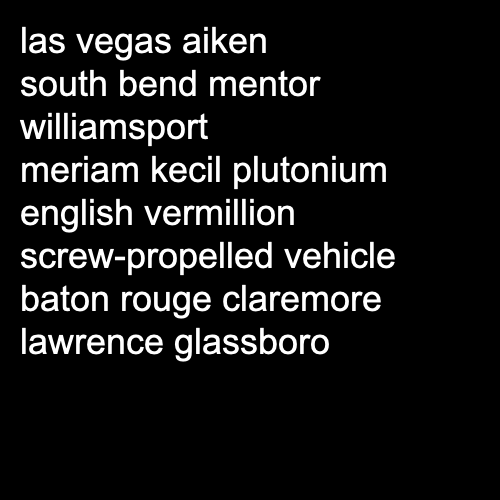 las vegas aiken
south bend mentor
williamsport
meriam kecil plutonium
english vermillion
screw-propelled vehicle
baton rouge claremore
lawrence glassboro